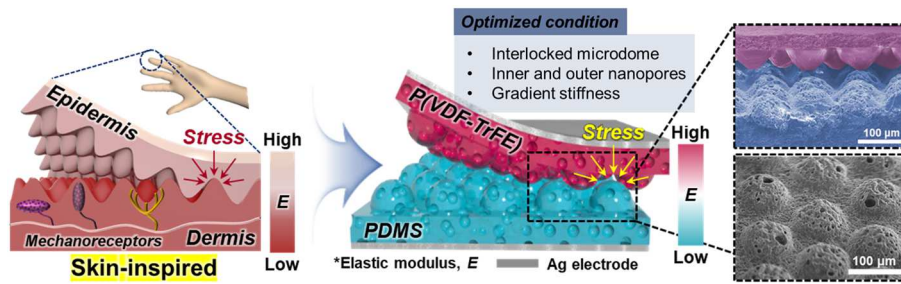 Optimized condition
• Interlocked microdome
• Inner and outer nanopores
• Gradient stiffness
Epidermis
Stress
High
E
Low
Mechanoreceptors
Dermis
Skin-inspired
P(VDF-TrFE)
Stress
High
E
Low
PDMS
*Elastic modulus, E
Ag electrode
100 μm
100 μm